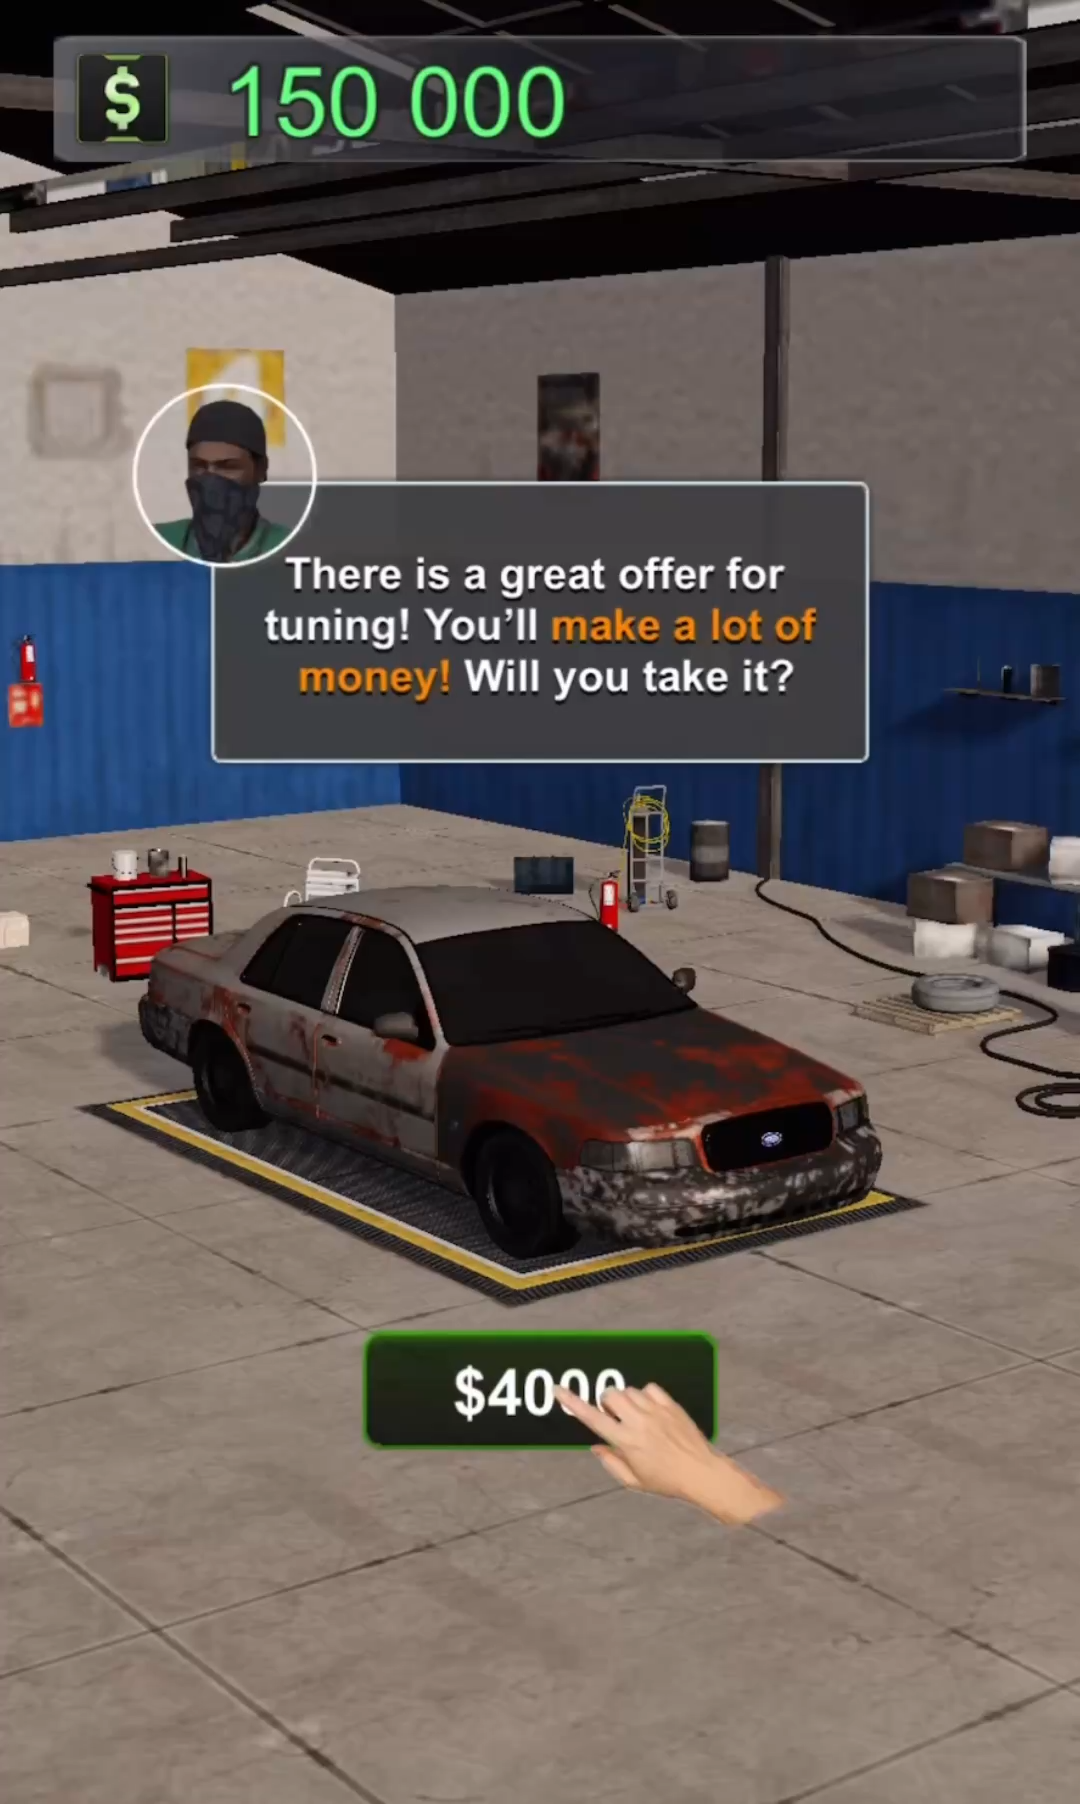 $ 150 000
There is a great offer for
tuning! You'll make a lot of
money! Will you take it?
$4000